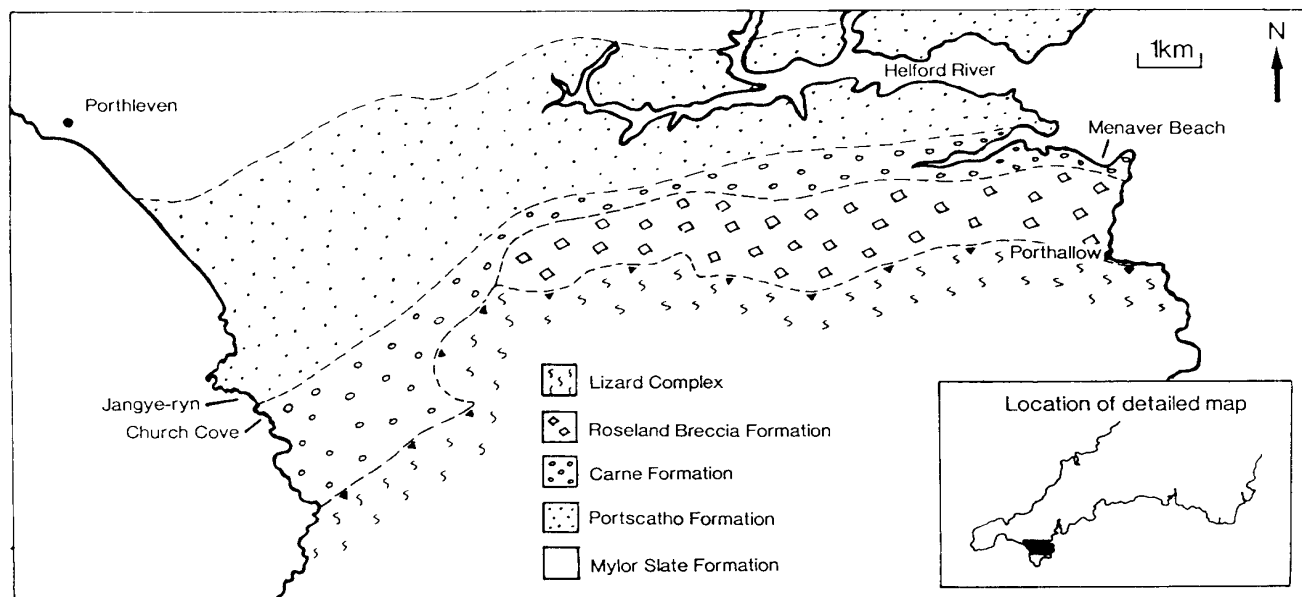 N
1km
Helford River
Porthleven
Menaver Beach
Porthallow
Jangye-ryn
Church Cove
Lizard Complex
Roseland Breccia Formation
Carne Formation
Portscatho Formation
Mylor Slate Formation
Location of detailed map